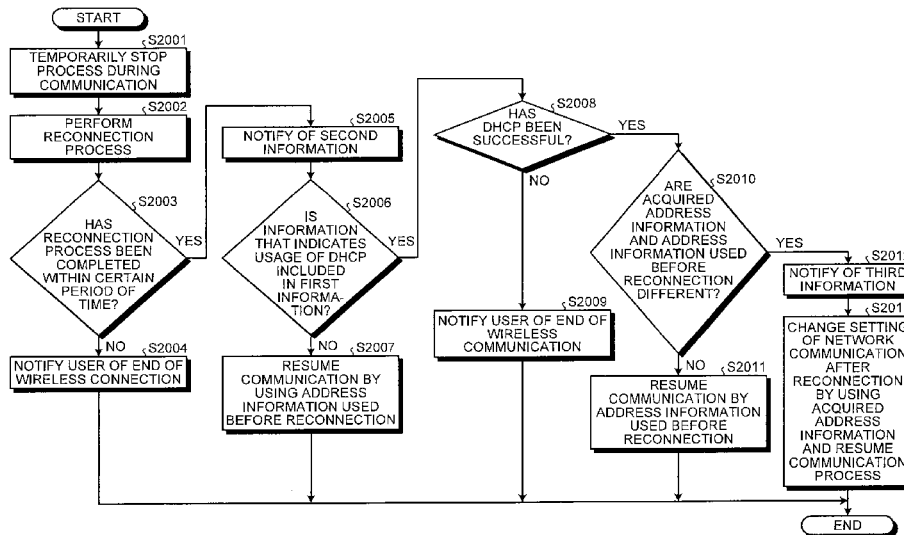 START
S2001
TEMPORARILY STOP
PROCESS DURING
COMMUNICATION
S2002
PERFORM
RECONNECTION
PROCESS
S2003
HAS
RECONNECTION
PROCESS BEEN
COMPLETED
WITHIN CERTAIN
PERIOD OF
TIME?
YES
NO
S2004
NOTIFY USER OF END OF
WIRELESS CONNECTION
S2005
NOTIFY OF SECOND
INFORMATION
S2006
IS
INFORMATION
THAT INDICATES
USAGE OF DHCP
INCLUDED
IN FIRST
INFORMA-
TION?
YES
NO
S2007
RESUME
COMMUNICATION BY
USING ADDRESS
INFORMATION USED
BEFORE RECONNECTION
S2008
HAS
DHCP BEEN
SUCCESSFUL?
YES
NO
S2009
NOTIFY USER OF END OF
WIRELESS
COMMUNICATION
S2010
ARE
ACQUIRED
ADDRESS
INFORMATION
AND ADDRESS
INFORMATION USED
BEFORE
RECONNECTION
DIFFERENT?
YES
NO
S2011
RESUME
COMMUNICATION BY
ADDRESS INFORMATION
USED BEFORE
RECONNECTION
NOTIFY OF THIRD
INFORMATION
CHANGE SETTING
OF NETWORK
COMMUNICATION
AFTER
RECONNECTION
BY USING
ACQUIRED
ADDRESS
INFORMATION
AND RESUME
COMMUNICATION
PROCESS
END